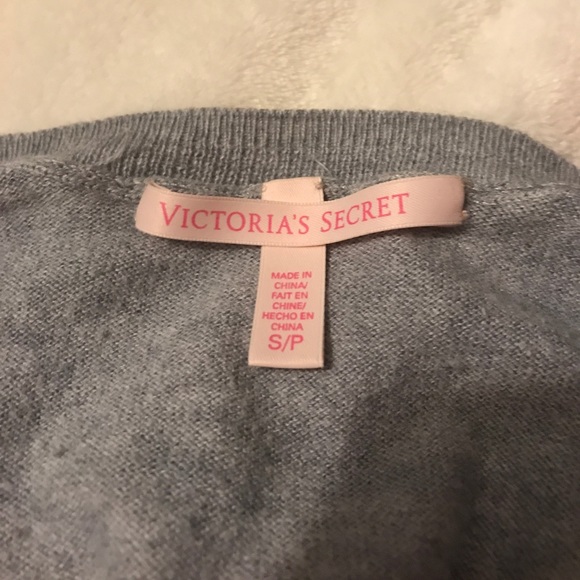 VICTORIA'S SECRET
MADE IN
CHINA/
FAIT EN
CHINE/
HECHO EN
CHINA
S/P